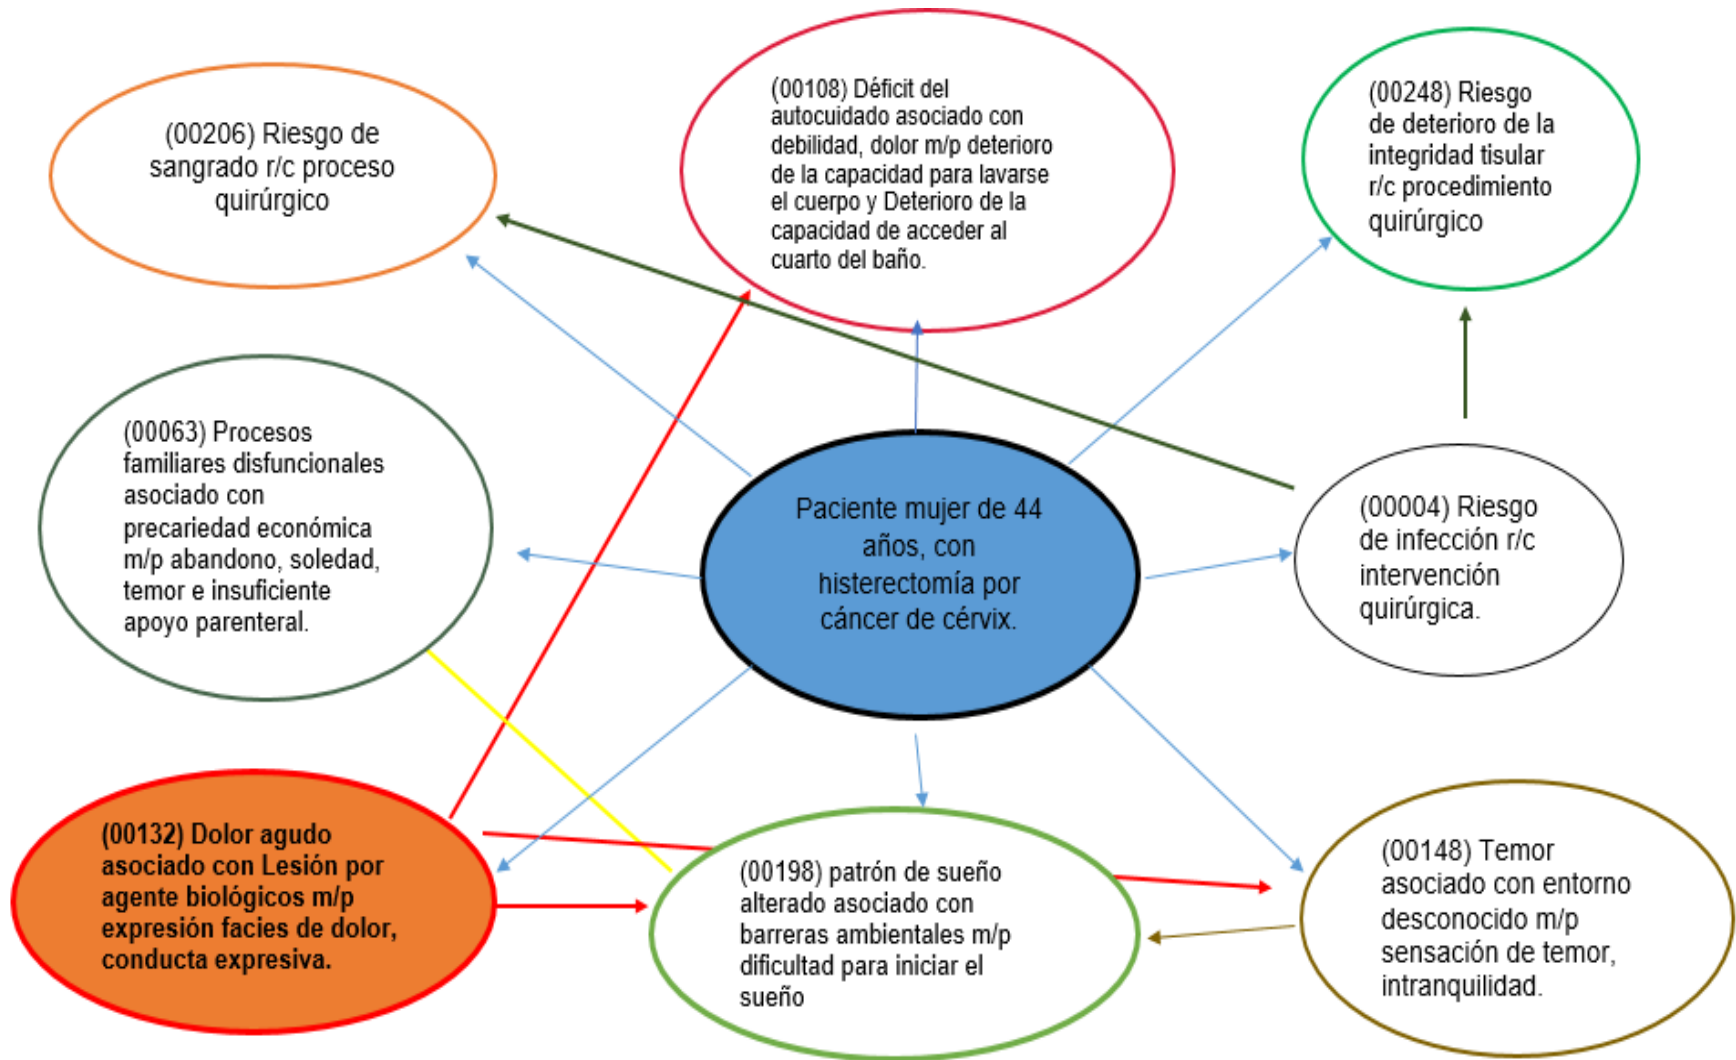 (00206) Riesgo de
sangrado r/c proceso
quirúrgico
(00108) Déficit del
autocuidado asociado con
debilidad, dolor m/p deterioro
de la capacidad para lavarse
el cuerpo y Deterioro de la
capacidad de acceder al
cuarto del baño.
(00248) Riesgo
de deterioro de la
integridad tisular
r/c procedimiento
quirúrgico
(00063) Procesos
familiares disfuncionales
asociado con
precariedad económica
m/p abandono, soledad,
temor e insuficiente
apoyo parenteral.
Paciente mujer de 44
años, con
histerectomía por
cáncer de cérvix.
(00004) Riesgo
de infección r/c
intervención
quirúrgica.
(00132) Dolor agudo
asociado con Lesión por
agente biológicos m/p
expresión facies de dolor,
conducta expresiva.
(00198) patrón de sueño
alterado asociado con
barreras ambientales m/p
dificultad para iniciar el
sueño
(00148) Temor
asociado con entorno
desconocido m/p
sensación de temor,
intranquilidad.